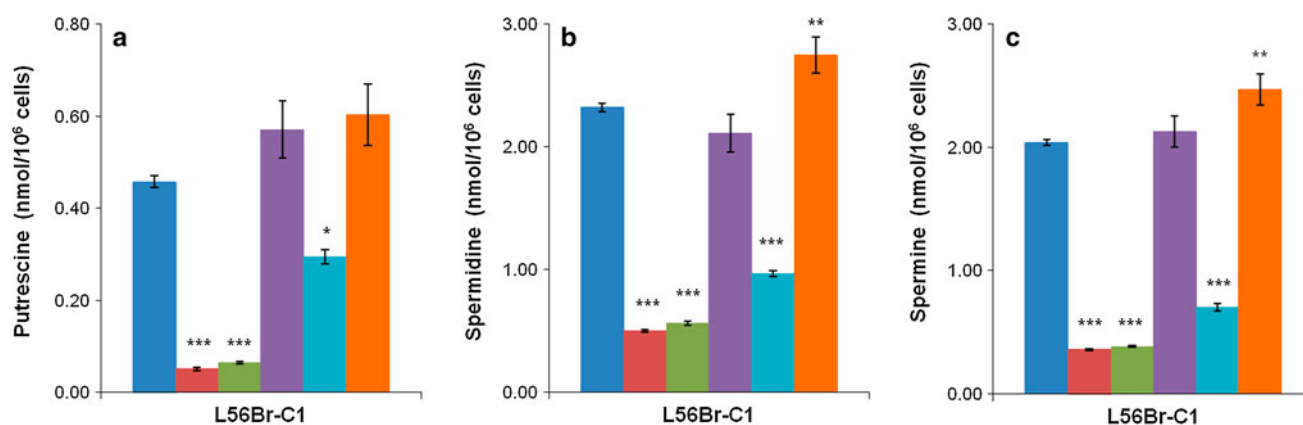 a
Putrescine (nmol/10⁶ cells)
0.80
0.60
0.40
0.20
0.00
*** ***
*
L56Br-C1
b
Spermidine (nmol/10⁶ cells)
3.00
2.00
1.00
0.00
*** ***
***
**
L56Br-C1
c
Spermine (nmol/10⁶ cells)
3.00
2.00
1.00
0.00
*** ***
***
**
L56Br-C1